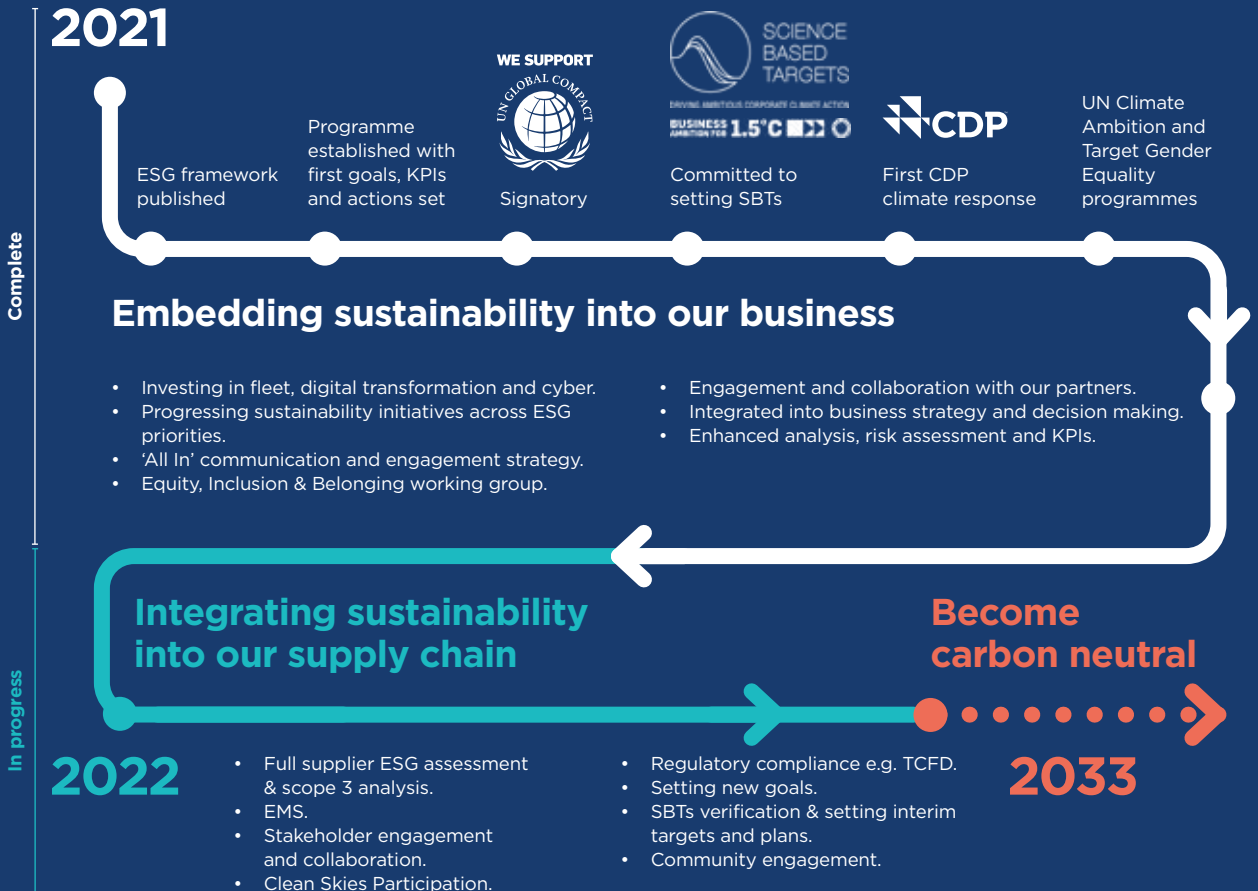 2021
ESG framework
published
Programme
established with
first goals, KPIs
and actions set
WE SUPPORT
UN GLOBAL COMPACT
Signatory
SCIENCE
BASED
TARGETS
DRIVING AMBITIOUS CORPORATE CLIMATE ACTION
BUSINESS
AMBITION FOR
1.5°C
Committed to
setting SBTs
CDP
First CDP
climate response
UN Climate
Ambition and
Target Gender
Equality
programmes
Complete
Embedding sustainability into our business
• Investing in fleet, digital transformation and cyber.
• Progressing sustainability initiatives across ESG
priorities.
• ‘All In’ communication and engagement strategy.
• Equity, Inclusion & Belonging working group.
• Engagement and collaboration with our partners.
• Integrated into business strategy and decision making.
• Enhanced analysis, risk assessment and KPIs.
In progress
Integrating sustainability
into our supply chain
Become
carbon neutral
2022
• Full supplier ESG assessment
& scope 3 analysis.
• EMS.
• Stakeholder engagement
and collaboration.
• Clean Skies Participation.
• Regulatory compliance e.g. TCFD.
• Setting new goals.
• SBTs verification & setting interim
targets and plans.
• Community engagement.
2033